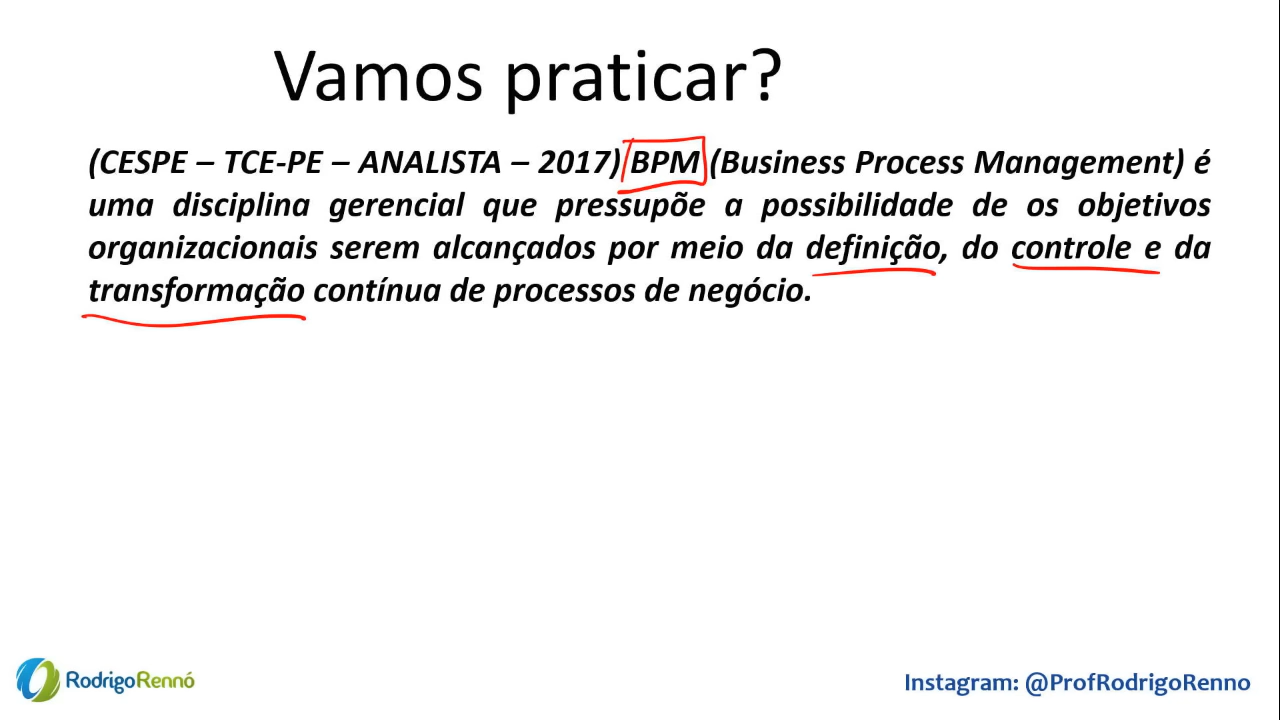 Vamos praticar?
(CESPE – TCE-PE – ANALISTA – 2017) BPM (Business Process Management) é
uma disciplina gerencial que pressupõe a possibilidade de os objetivos
organizacionais serem alcançados por meio da definição, do controle e da
transformação contínua de processos de negócio.
RodrigoRennó
Instagram: @ProfRodrigoRenno